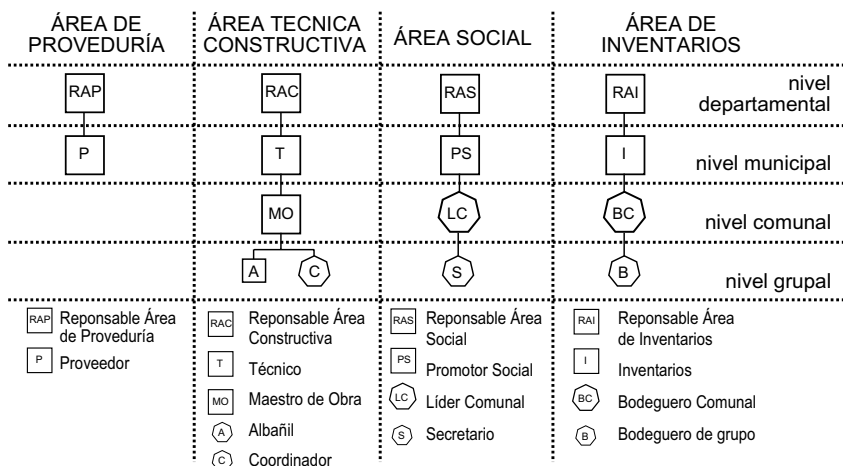 ÁREA DE
PROVEDURÍA
ÁREA TECNICA
CONSTRUCTIVA
ÁREA SOCIAL
ÁREA DE
INVENTARIOS
RAP
RAC
RAS
RAI
nivel
departamental
P
T
PS
I
nivel municipal
MO
LC
BC
nivel comunal
A
C
S
B
nivel grupal
RAP Reponsable Área
de Proveduría
P Proveedor
RAC Reponsable Área
Constructiva
T Técnico
MO Maestro de Obra
A Albañil
C Coordinador
RAS Reponsable Área
Social
PS Promotor Social
LC Líder Comunal
S Secretario
RAI Reponsable Área
de Inventarios
I Inventarios
BC Bodeguero Comunal
B Bodeguero de grupo